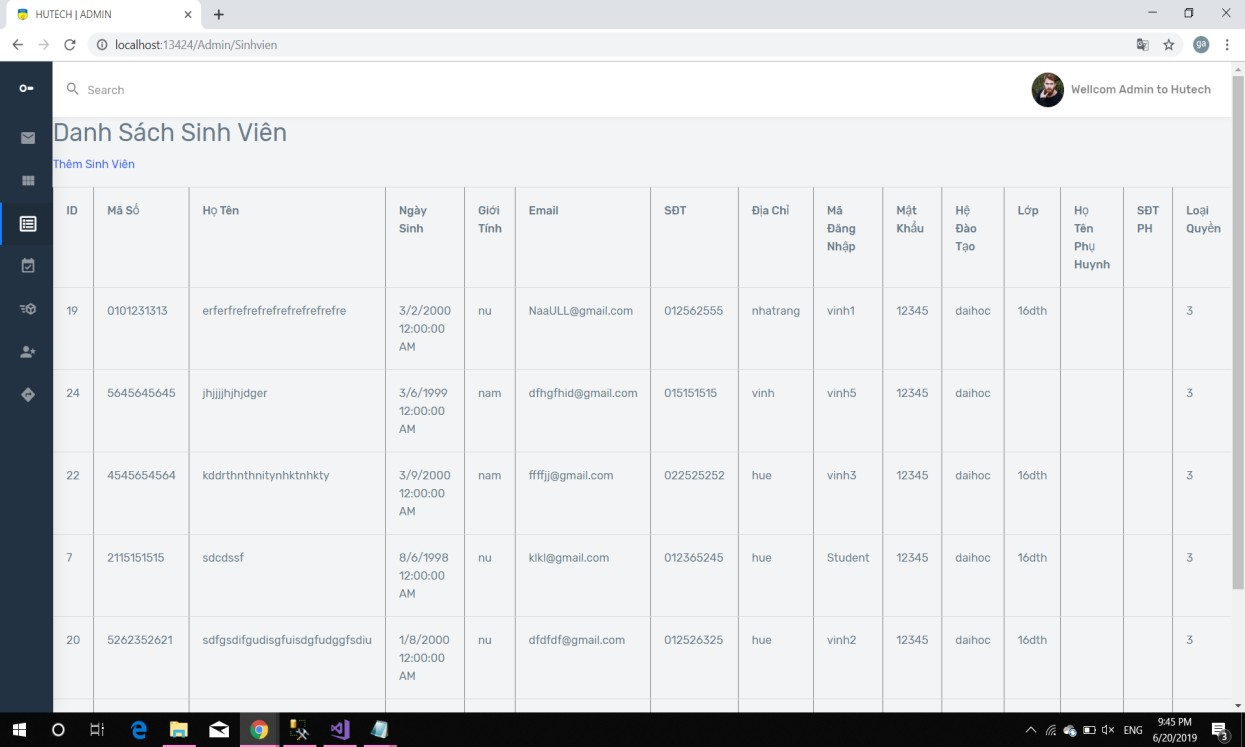 HUTECH | ADMIN
localhost:13424/Admin/Sinhvien
ga
Search
Wellcom Admin to Hutech
Danh Sách Sinh Viên
Thêm Sinh Viên
ID Mã Số Họ Tên Ngày Sinh Giới Tính Email SĐT Địa Chỉ Mã Đăng Nhập Mật Khẩu Hệ Đào Tạo Lớp Họ Tên Phụ Huynh SĐT PH Loại Quyền
19 0101231313 erferfrefrefrefrefrefrefrefre 3/2/2000 12:00:00 AM nu NaaULL@gmail.com 012562555 nhatrang vinh1 12345 daihoc 16dth 3
24 5645645645 jhjjjjhjhjdger 3/6/1999 12:00:00 AM nam dfhgfhid@gmail.com 015151515 vinh vinh5 12345 daihoc 3
22 4545654564 kddrthnthnitynhktnhkty 3/9/2000 12:00:00 AM nam ffffjj@gmail.com 022525252 hue vinh3 12345 daihoc 16dth 3
7 2115151515 sdcdssf 8/6/1998 12:00:00 AM nu klkl@gmail.com 012365245 hue Student 12345 daihoc 16dth 3
20 5262352621 sdfgsdifgudisgfuisdgfudggfsdiu 1/8/2000 12:00:00 AM nu dfdfdf@gmail.com 012526325 hue vinh2 12345 daihoc 16dth 3
ENG
9:45 PM
6/20/2019
3